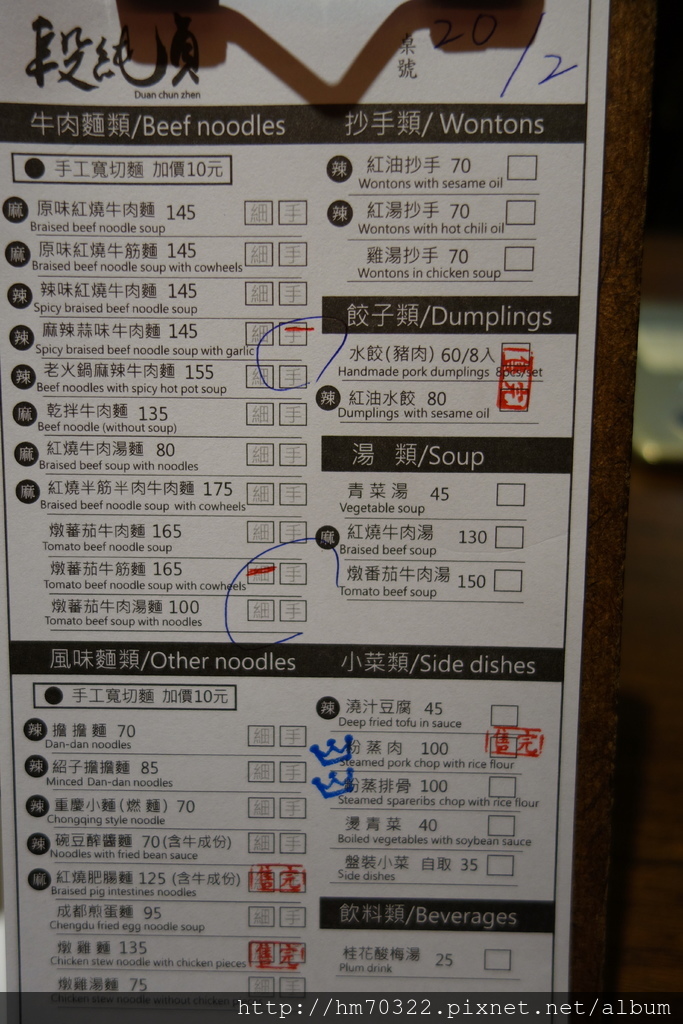 段純貞
Duan chun zhen
桌號 20/2
牛肉麵類/Beef noodles
● 手工寬切麵 加價10元
麻 原味紅燒牛肉麵 145 細 手
Braised beef noodle soup
麻 原味紅燒牛筋麵 145 細 手
Braised beef noodle soup with cowheels
辣 辣味紅燒牛肉麵 145 細 手
Spicy braised beef noodle soup
辣 麻辣蒜味牛肉麵 145 細 手
Spicy braised beef noodle soup with garlic
辣 老火鍋麻辣牛肉麵 155 細 手
Beef noodles with spicy hot pot soup
麻 乾拌牛肉麵 135 細 手
Beef noodle (without soup)
麻 紅燒牛肉湯麵 80 細 手
Braised beef soup with noodles
麻 紅燒半筋半肉牛肉麵 175 細 手
Braised beef noodle soup with cowheels
燉蕃茄牛肉麵 165 細 手
Tomato beef noodle soup
燉蕃茄牛筋麵 165 細 手
Tomato beef noodle soup with cowheels
燉蕃茄牛肉湯麵 100 細 手
Tomato beef soup with noodles
風味麵類/Other noodles
● 手工寬切麵 加價10元
辣 擔擔麵 70 細 手
Dan-dan noodles
辣 紹子擔擔麵 85 細 手
Minced Dan-dan noodles
辣 重慶小麵(燃麵) 70 細 手
Chongqing style noodle
辣 碗豆醡醬麵 70 (含牛成份) 細 手
Noodles with fried bean sauce
麻 紅燒肥腸麵 125 (含牛成份) 售完
Braised pig intestines noodles
成都煎蛋麵 95 細 手
Chengdu fried egg noodle soup
燉雞麵 135 售完
Chicken stew noodle with chicken pieces
燉雞湯麵 75 細 手
Chicken stew noodle without chicken
抄手類/ Wontons
辣 紅油抄手 70
Wontons with sesame oil
辣 紅湯抄手 70
Wontons with hot chili oil
雞湯抄手 70
Wontons in chicken soup
餃子類/Dumplings
水餃(豬肉) 60/8入
Handmade pork dumplings 8pcs/set
售完
辣 紅油水餃 80
Dumplings with sesame oil
湯 類/Soup
青菜湯 45
Vegetable soup
麻 紅燒牛肉湯 130
Braised beef soup
燉番茄牛肉湯 150
Tomato beef soup
小菜類/Side dishes
辣 澆汁豆腐 45
Deep fried tofu in sauce
粉蒸肉 100 售完
Steamed pork chop with rice flour
粉蒸排骨 100
Steamed spareribs chop with rice flour
燙青菜 40
Boiled vegetables with soybean sauce
盤裝小菜 自取 35
Side dishes
飲料類/Beverages
桂花酸梅湯 25
Plum drink
http://hm70322.pixnet.net/album